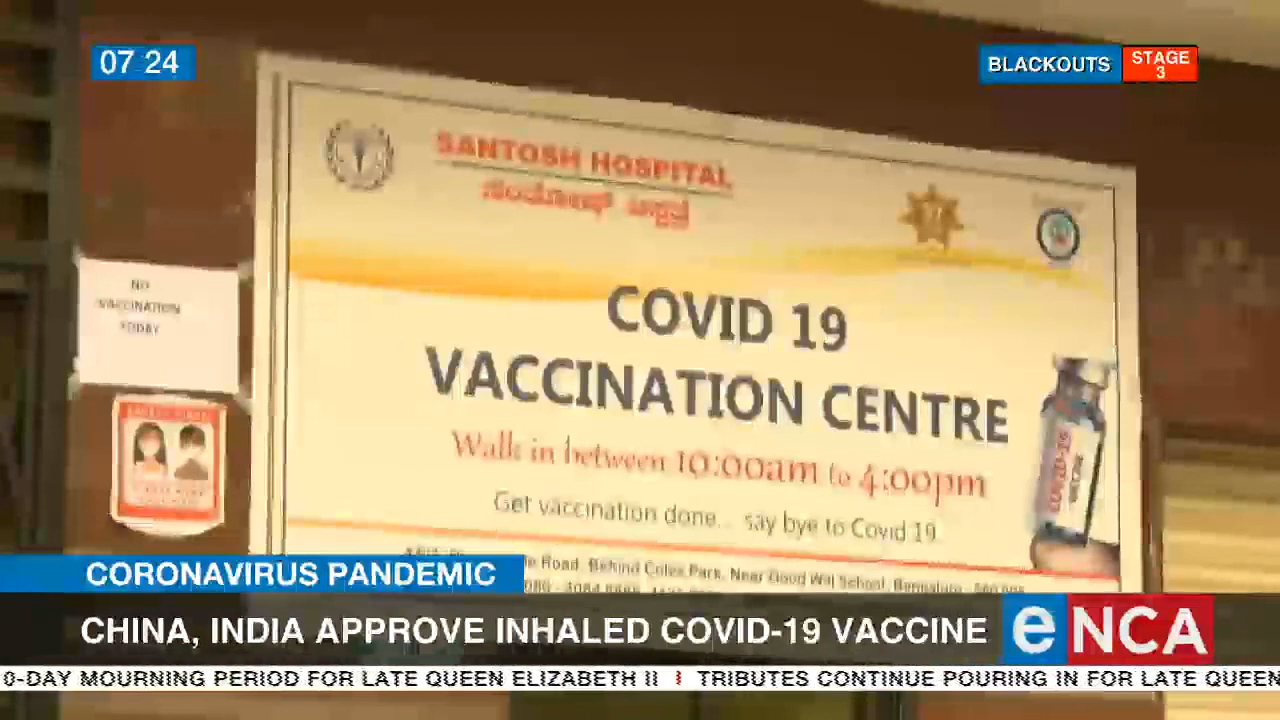 07 24
BLACKOUTS
STAGE
3
SANTOSH HOSPITAL
NO
VACCINATION
TODAY
COVID 19
VACCINATION CENTRE
Walk in between 10:00am to 4:00pm
Get vaccination done... say bye to Covid 19
COVID-19
VACCINE
Road, Behind Coles Park, Near Good Will School, Bengaluru
CORONAVIRUS PANDEMIC
CHINA, INDIA APPROVE INHALED COVID-19 VACCINE
eNCA
0-DAY MOURNING PERIOD FOR LATE QUEEN ELIZABETH II
TRIBUTES CONTINUE POURING IN FOR LATE QUEEN